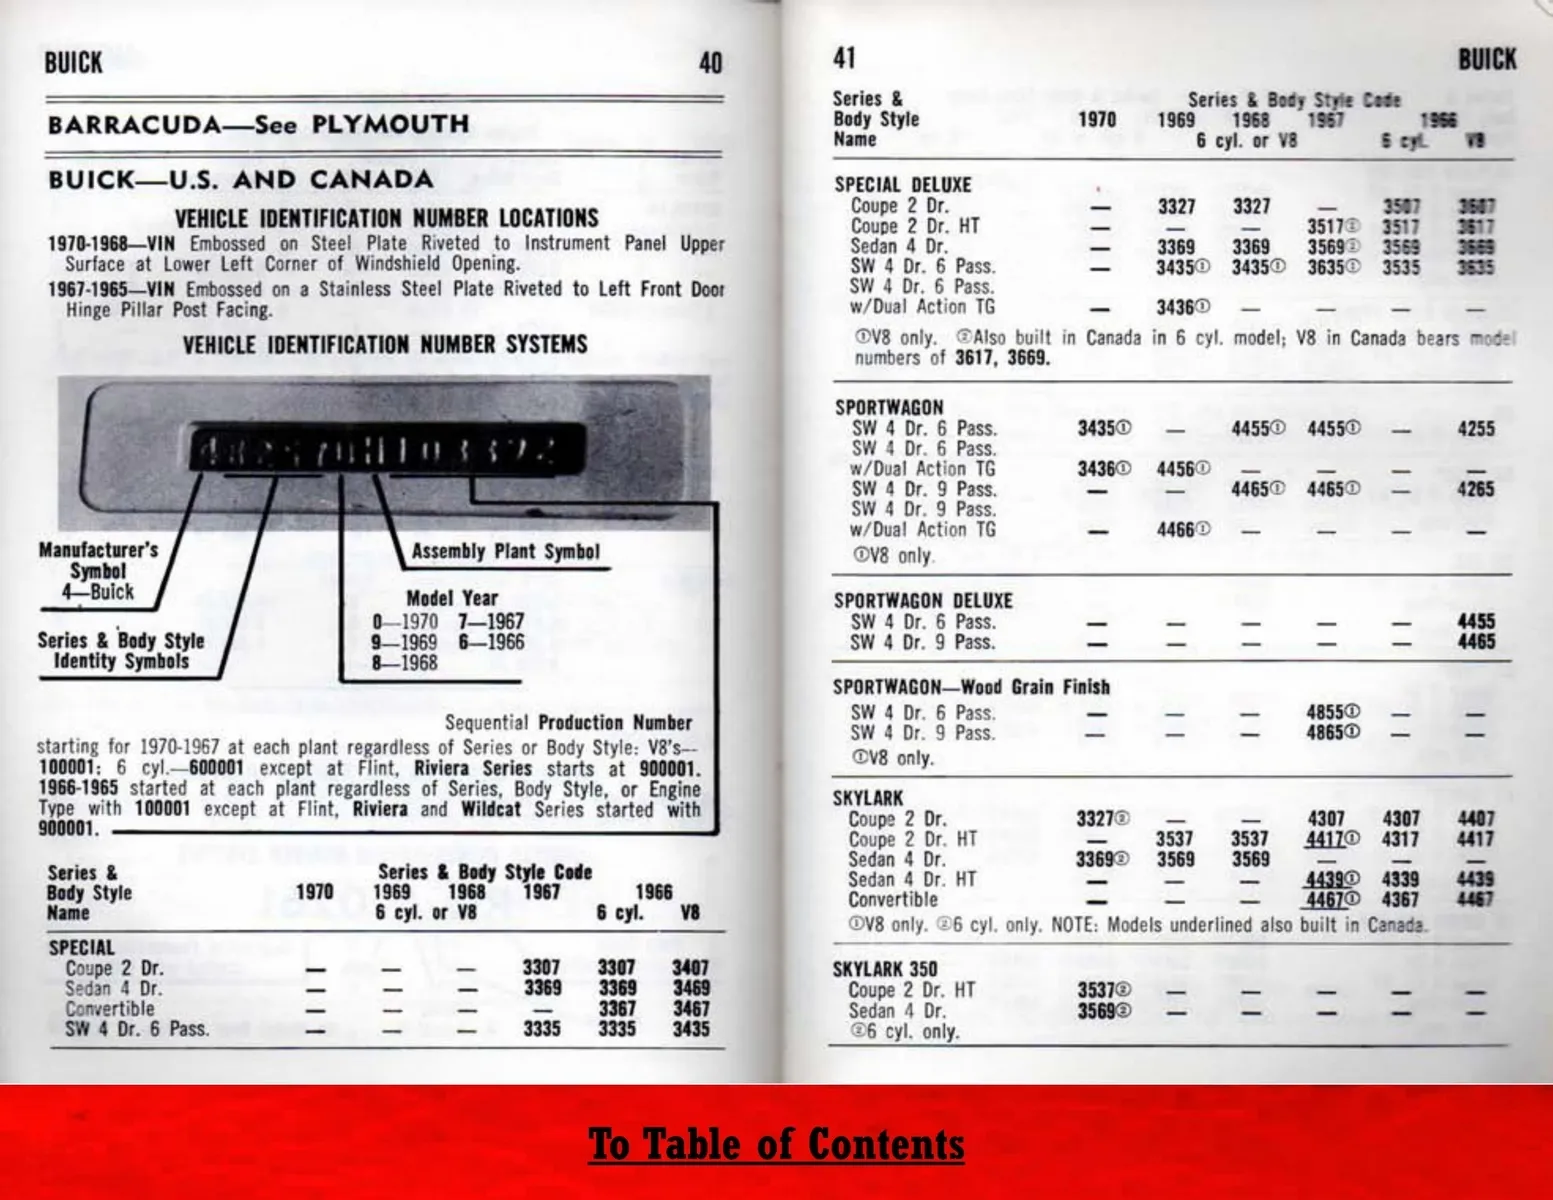 BUICK 40
BARRACUDA—See PLYMOUTH
BUICK—U.S. AND CANADA
VEHICLE IDENTIFICATION NUMBER LOCATIONS
1970-1968—VIN Embossed on Steel Plate Riveted to Instrument Panel Upper
Surface at Lower Left Corner of Windshield Opening.
1967-1965—VIN Embossed on a Stainless Steel Plate Riveted to Left Front Door
Hinge Pillar Post Facing.
VEHICLE IDENTIFICATION NUMBER SYSTEMS
Manufacturer's
Symbol
4—Buick
Series & Body Style
Identity Symbols
Assembly Plant Symbol
Model Year
0—1970 7—1967
9—1969 6—1966
8—1968
Sequential Production Number
starting for 1970-1967 at each plant regardless of Series or Body Style: V8's—
100001; 6 cyl.—600001 except at Flint, Riviera Series starts at 900001.
1966-1965 started at each plant regardless of Series, Body Style, or Engine
Type with 100001 except at Flint, Riviera and Wildcat Series started with
900001.
Series & Series & Body Style Code
Body Style 1970 1969 1968 1967 1966
Name 6 cyl. or V8 6 cyl. V8
SPECIAL
Coupe 2 Dr. — — — 3307 3307 3407
Sedan 4 Dr. — — — 3369 3369 3469
Convertible — — — — 3367 3467
SW 4 Dr. 6 Pass. — — — 3335 3335 3435
41 BUICK
Series & Series & Body Style Code
Body Style 1970 1969 1968 1967 1966
Name 6 cyl. or V8 6 cyl. V8
SPECIAL DELUXE
Coupe 2 Dr. — 3327 3327 — 3507 3607
Coupe 2 Dr. HT — — — 3517② 3517 3617
Sedan 4 Dr. — 3369 3369 3569② 3569 3669
SW 4 Dr. 6 Pass. — 3435① 3435① 3635① 3535 3635
SW 4 Dr. 6 Pass.
w/Dual Action TG — 3436① — — — —
①V8 only. ②Also built in Canada in 6 cyl. model; V8 in Canada bears model
numbers of 3617, 3669.
SPORTWAGON
SW 4 Dr. 6 Pass. 3435① — 4455① 4455① — 4255
SW 4 Dr. 6 Pass.
w/Dual Action TG 3436① 4456① — — — —
SW 4 Dr. 9 Pass. — — 4465① 4465① — 4265
SW 4 Dr. 9 Pass.
w/Dual Action TG — 4466① — — — —
①V8 only.
SPORTWAGON DELUXE
SW 4 Dr. 6 Pass. — — — — — 4455
SW 4 Dr. 9 Pass. — — — — — 4465
SPORTWAGON—Wood Grain Finish
SW 4 Dr. 6 Pass. — — — 4855① — —
SW 4 Dr. 9 Pass. — — — 4865① — —
①V8 only.
SKYLARK
Coupe 2 Dr. 3327② — — 4307 4307 4407
Coupe 2 Dr. HT — 3537 3537 4417① 4317 4417
Sedan 4 Dr. 3369② 3569 3569 — — —
Sedan 4 Dr. HT — — — 4439① 4339 4439
Convertible — — — 4467① 4367 4467
①V8 only. ②6 cyl. only. NOTE: Models underlined also built in Canada.
SKYLARK 350
Coupe 2 Dr. HT 3537② — — — — —
Sedan 4 Dr. 3569② — — — — —
②6 cyl. only.
To Table of Contents